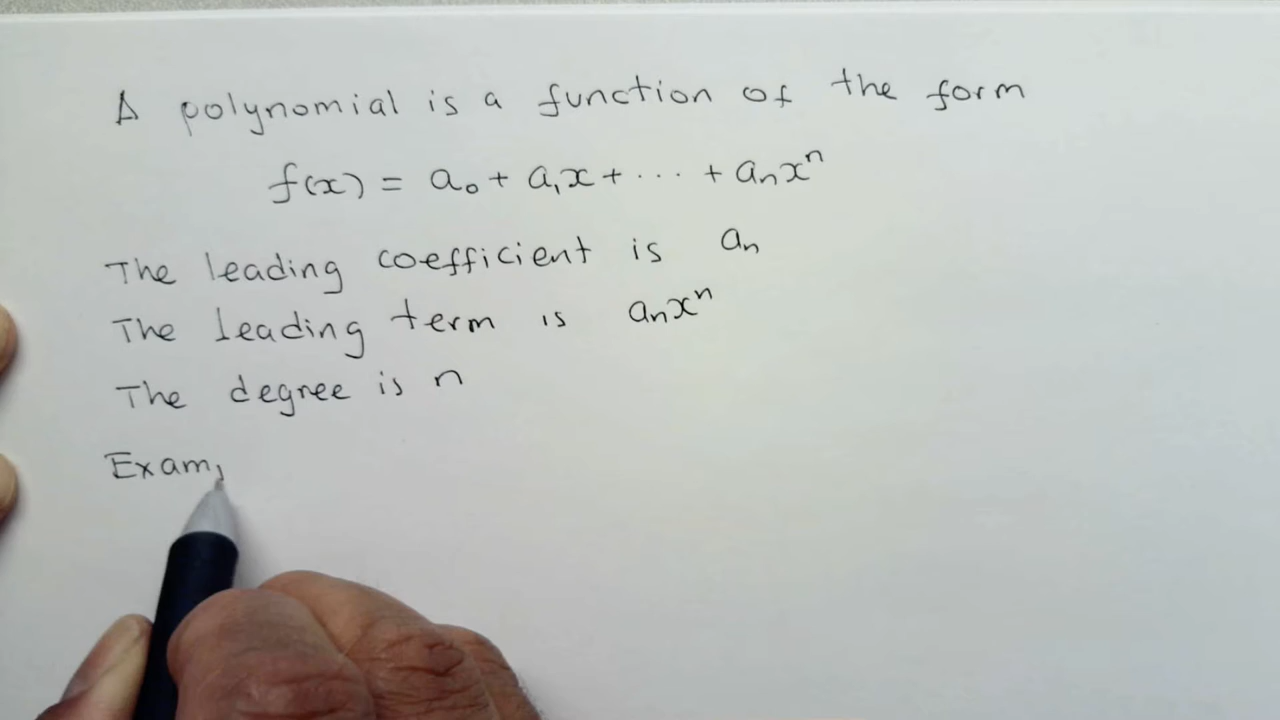 A polynomial is a function of the form
f(x) = a₀ + a₁x + ··· + aₙxⁿ
The leading coefficient is aₙ
The leading term is aₙxⁿ
The degree is n
Exam